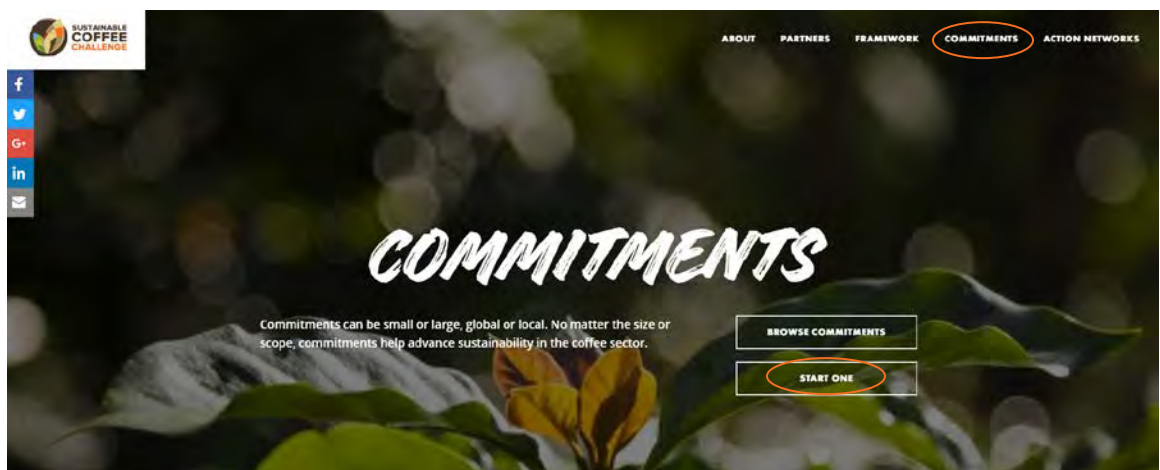 SUSTAINABLE
COFFEE
CHALLENGE
ABOUT PARTNERS FRAMEWORK COMMITMENTS ACTION NETWORKS
f
G+
in
COMMITMENTS
Commitments can be small or large, global or local. No matter the size or
scope, commitments help advance sustainability in the coffee sector.
BROWSE COMMITMENTS
START ONE